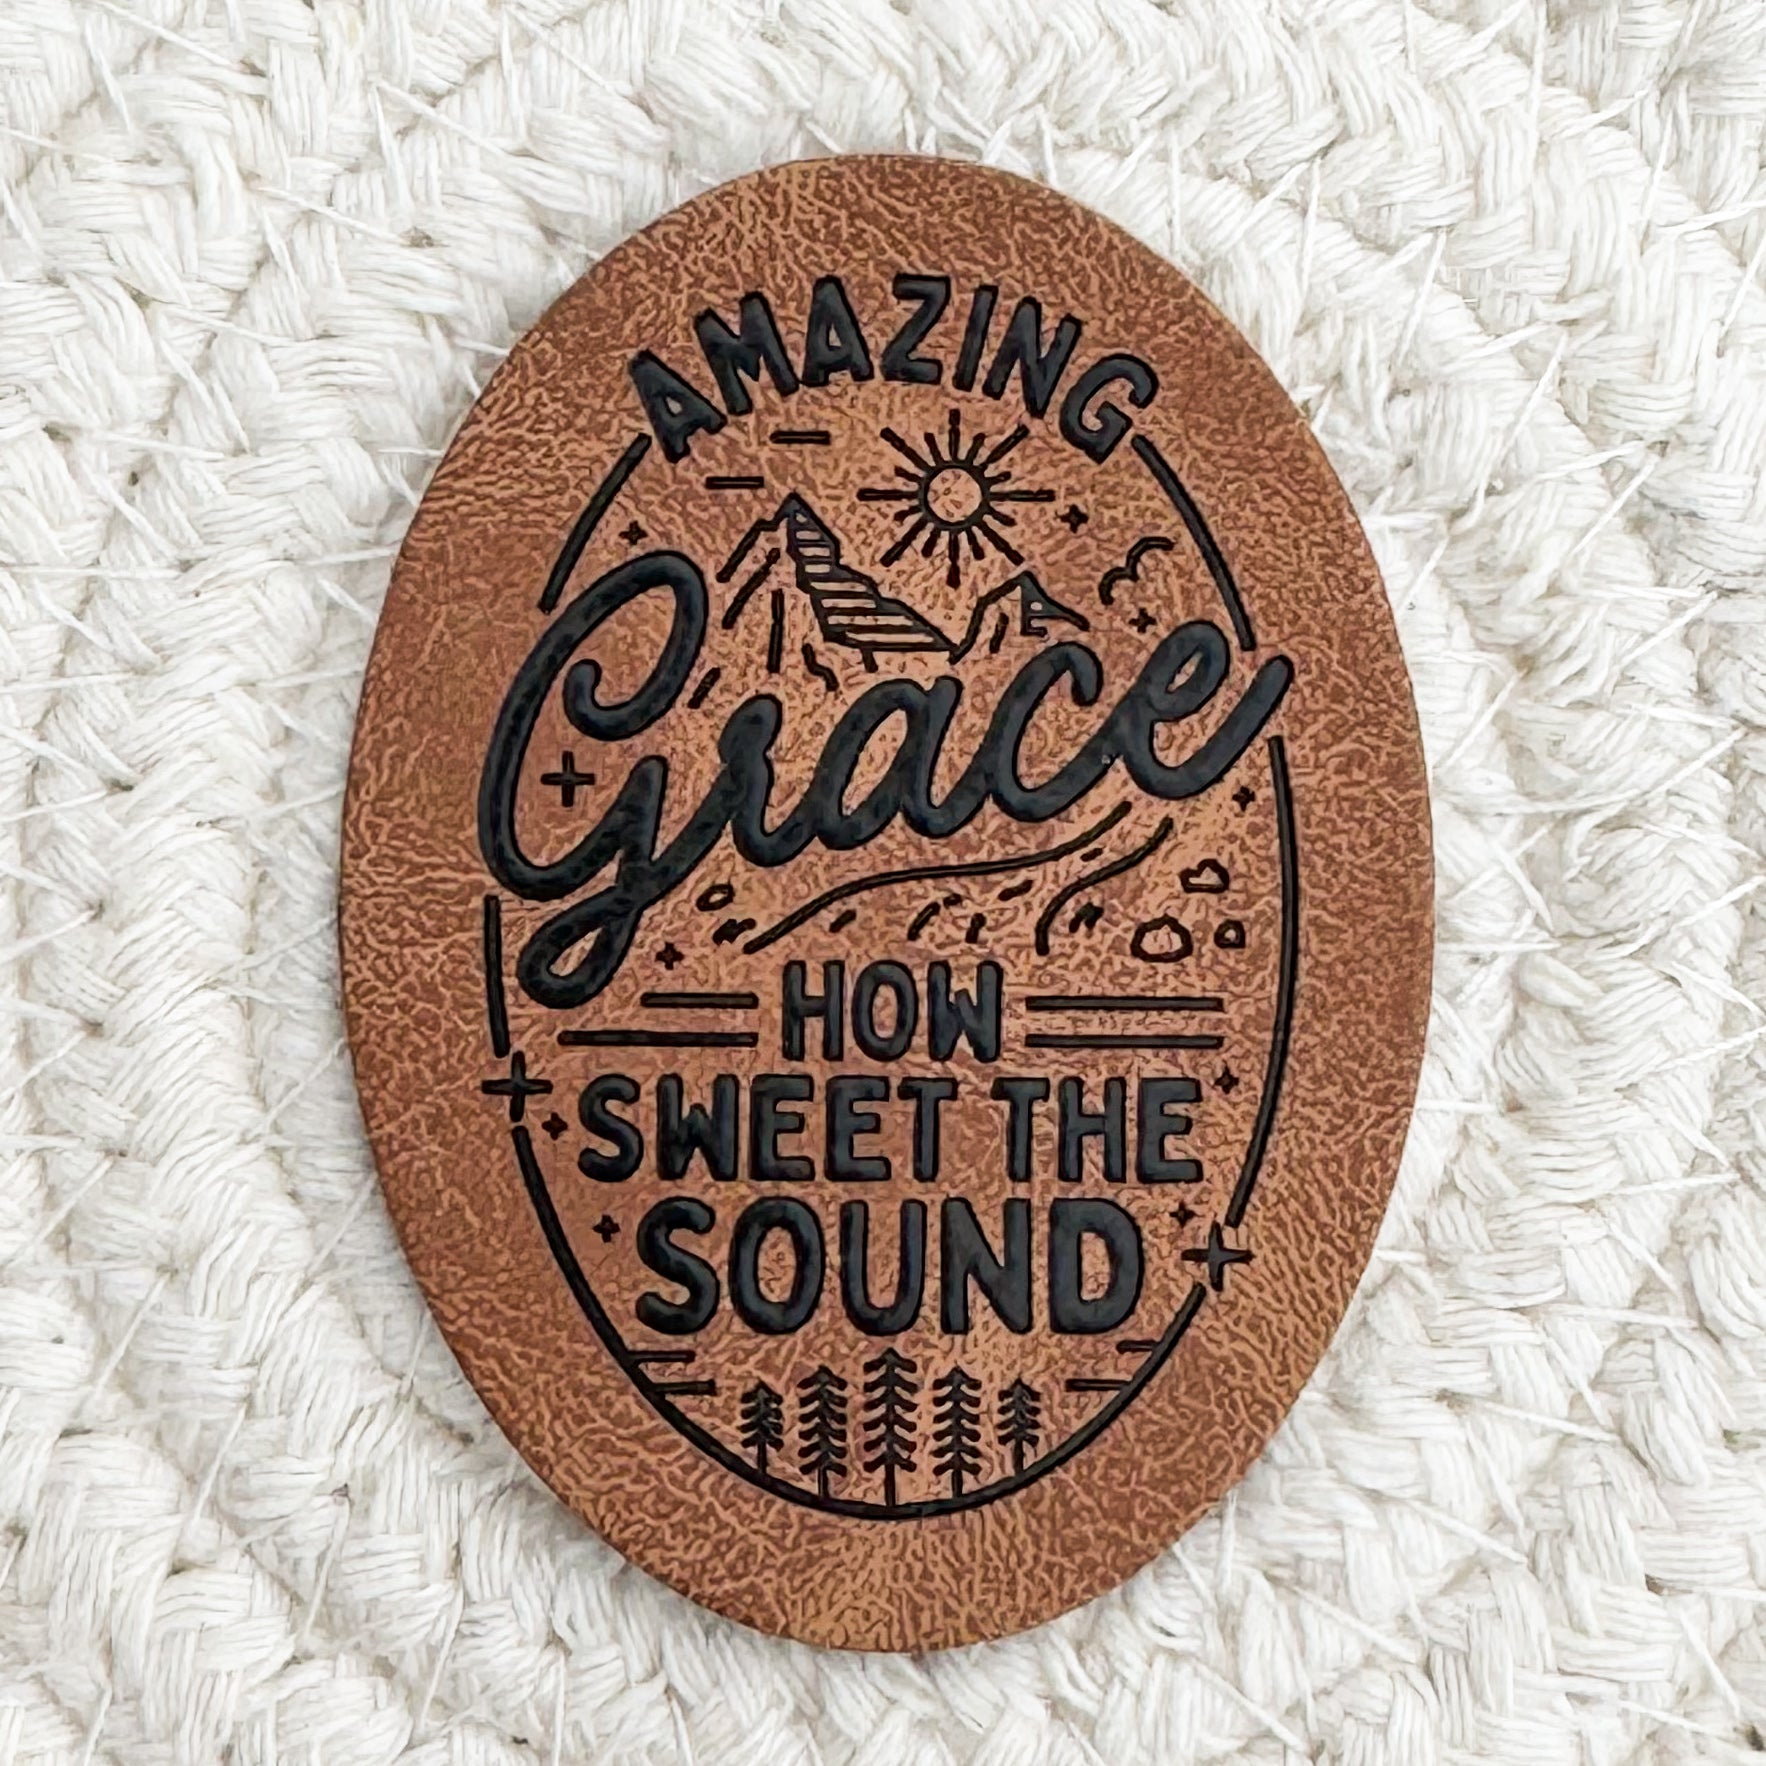 AMAZING
Grace
HOW
SWEET THE
SOUND